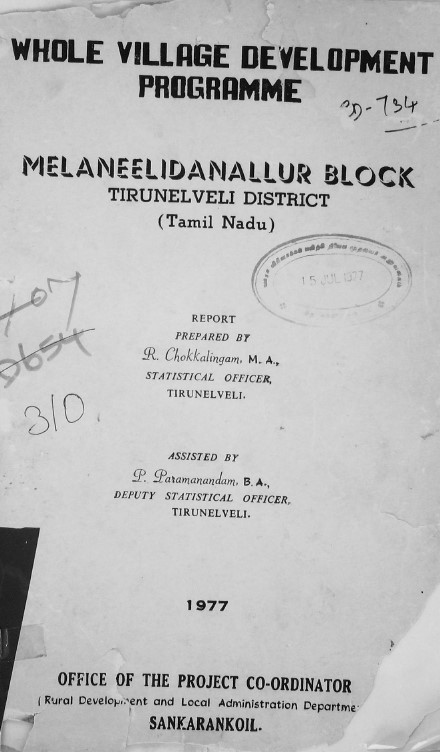 WHOLE VILLAGE DEVELOPMENT
PROGRAMME
D-734
MELANEELIDANALLUR BLOCK
TIRUNELVELI DISTRICT
(Tamil Nadu)
15 JUL 1977
REPORT
PREPARED BY
R. Chokkalingam, M. A.,
STATISTICAL OFFICER,
TIRUNELVELI.
310
ASSISTED BY
P. Paramanandam, B. A.,
DEPUTY STATISTICAL OFFICER,
TIRUNELVELI.
1977
OFFICE OF THE PROJECT CO-ORDINATOR
(Rural Development and Local Administration Departme
SANKARANKOIL.